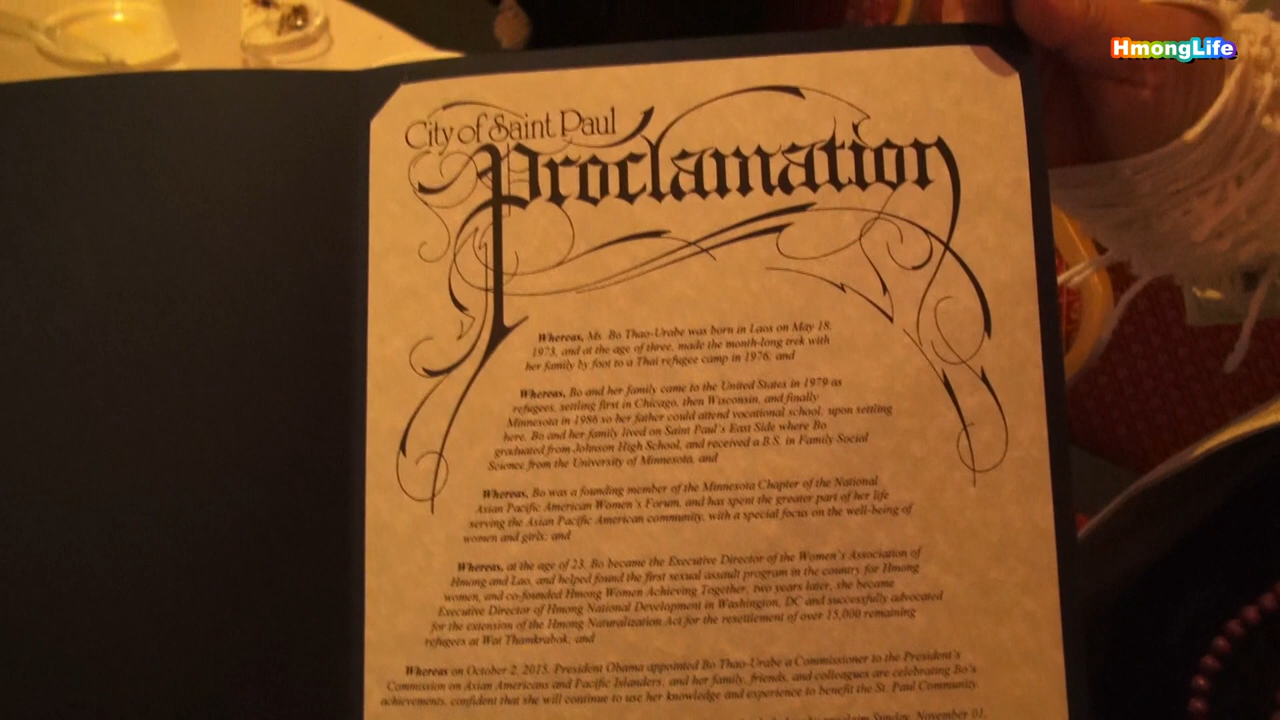 HmongLife
City of Saint Paul
Proclamation
Whereas, Ms. Bo Thao-Urabe was born in Laos on May 18,
1973, and at the age of three, made the month-long trek with
her family by foot to a Thai refugee camp in 1976; and
Whereas, Bo and her family came to the United States in 1979 as
refugees, settling first in Chicago, then Wisconsin, and finally
Minnesota in 1986 so her father could attend vocational school, upon settling
here, Bo and her family lived on Saint Paul's East Side where Bo
graduated from Johnson High School, and received a B.S. in Family Social
Science from the University of Minnesota, and
Whereas, Bo was a founding member of the Minnesota Chapter of the National
Asian Pacific American Women's Forum, and has spent the greater part of her life
serving the Asian Pacific American community, with a special focus on the well-being of
women and girls; and
Whereas, at the age of 23, Bo became the Executive Director of the Women's Association of
Hmong and Lao, and helped found the first sexual assault program in the country for Hmong
women, and co-founded Hmong Women Achieving Together, two years later, she became
Executive Director of Hmong National Development in Washington, DC and successfully advocated
for the extension of the Hmong Naturalization Act for the resettlement of over 15,000 remaining
refugees at Wat Thamkrabok; and
Whereas on October 2, 2015, President Obama appointed Bo Thao-Urabe a Commissioner to the President's
Commission on Asian Americans and Pacific Islanders, and her family, friends, and colleagues are celebrating Bo's
achievements, confident that she will continue to use her knowledge and experience to benefit the St. Paul Community.
proclaim Sunday, November 01,